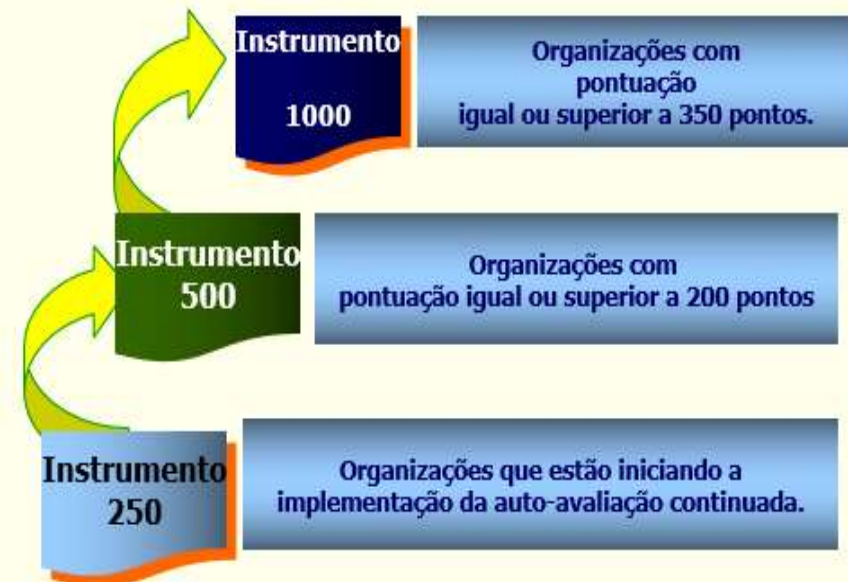 Instrumento
1000
Organizações com
pontuação
igual ou superior a 350 pontos.
Instrumento
500
Organizações com
pontuação igual ou superior a 200 pontos
Instrumento
250
Organizações que estão iniciando a
implementação da auto-avaliação continuada.